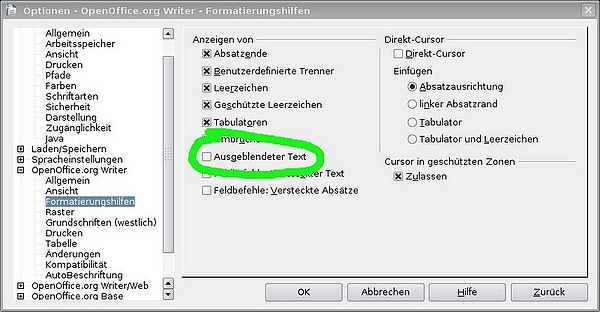 Optionen - OpenOffice.org Writer - Formatierungshilfen
Allgemein
Arbeitsspeicher
Ansicht
Drucken
Pfade
Farben
Schriftarten
Sicherheit
Darstellung
Zugänglichkeit
Java
Laden/Speichern
Spracheinstellungen
OpenOffice.org Writer
Allgemein
Ansicht
Formatierungshilfen
Raster
Grundschriften (westlich)
Drucken
Tabelle
Änderungen
Kompatibilität
AutoBeschriftung
OpenOffice.org Writer/Web
OpenOffice.org Base
Anzeigen von
Absatzende
Benutzerdefinierte Trenner
Leerzeichen
Geschützte Leerzeichen
Tabulatoren
Ausgeblendeter Text
Text
Feldbefehle: Versteckte Absätze
Direkt-Cursor
Direkt-Cursor
Einfügen
Absatzausrichtung
linker Absatzrand
Tabulator
Tabulator und Leerzeichen
Cursor in geschützten Zonen
Zulassen
OK
Abbrechen
Hilfe
Zurück